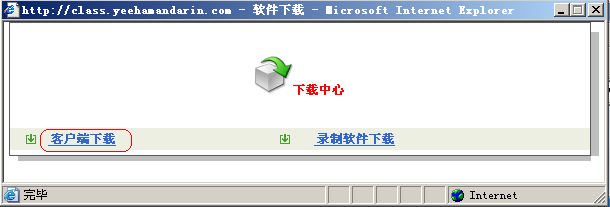 http://class.yeehamandarin.com - 软件下载 - Microsoft Internet Explorer
下载中心
客户端下载 录制软件下载
完毕 Internet